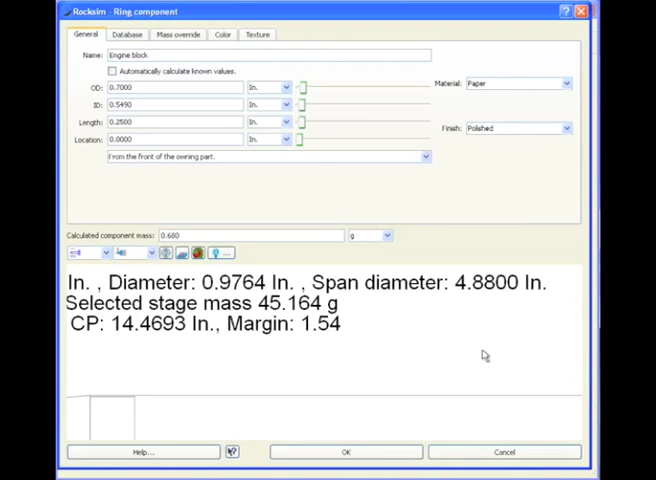 Rocksim - Ring component
General Database Mass override Color Texture
Name: Engine block
Automatically calculate known values.
OD: 0.7000 In. Material: Paper
ID: 0.5490 In.
Length: 0.2500 In. Finish: Polished
Location: 0.0000 In.
From the front of the owning part.
Calculated component mass: 0.680 g
...
In. , Diameter: 0.9764 In. , Span diameter: 4.8800 In.
Selected stage mass 45.164 g
CP: 14.4693 In., Margin: 1.54
Help... OK Cancel